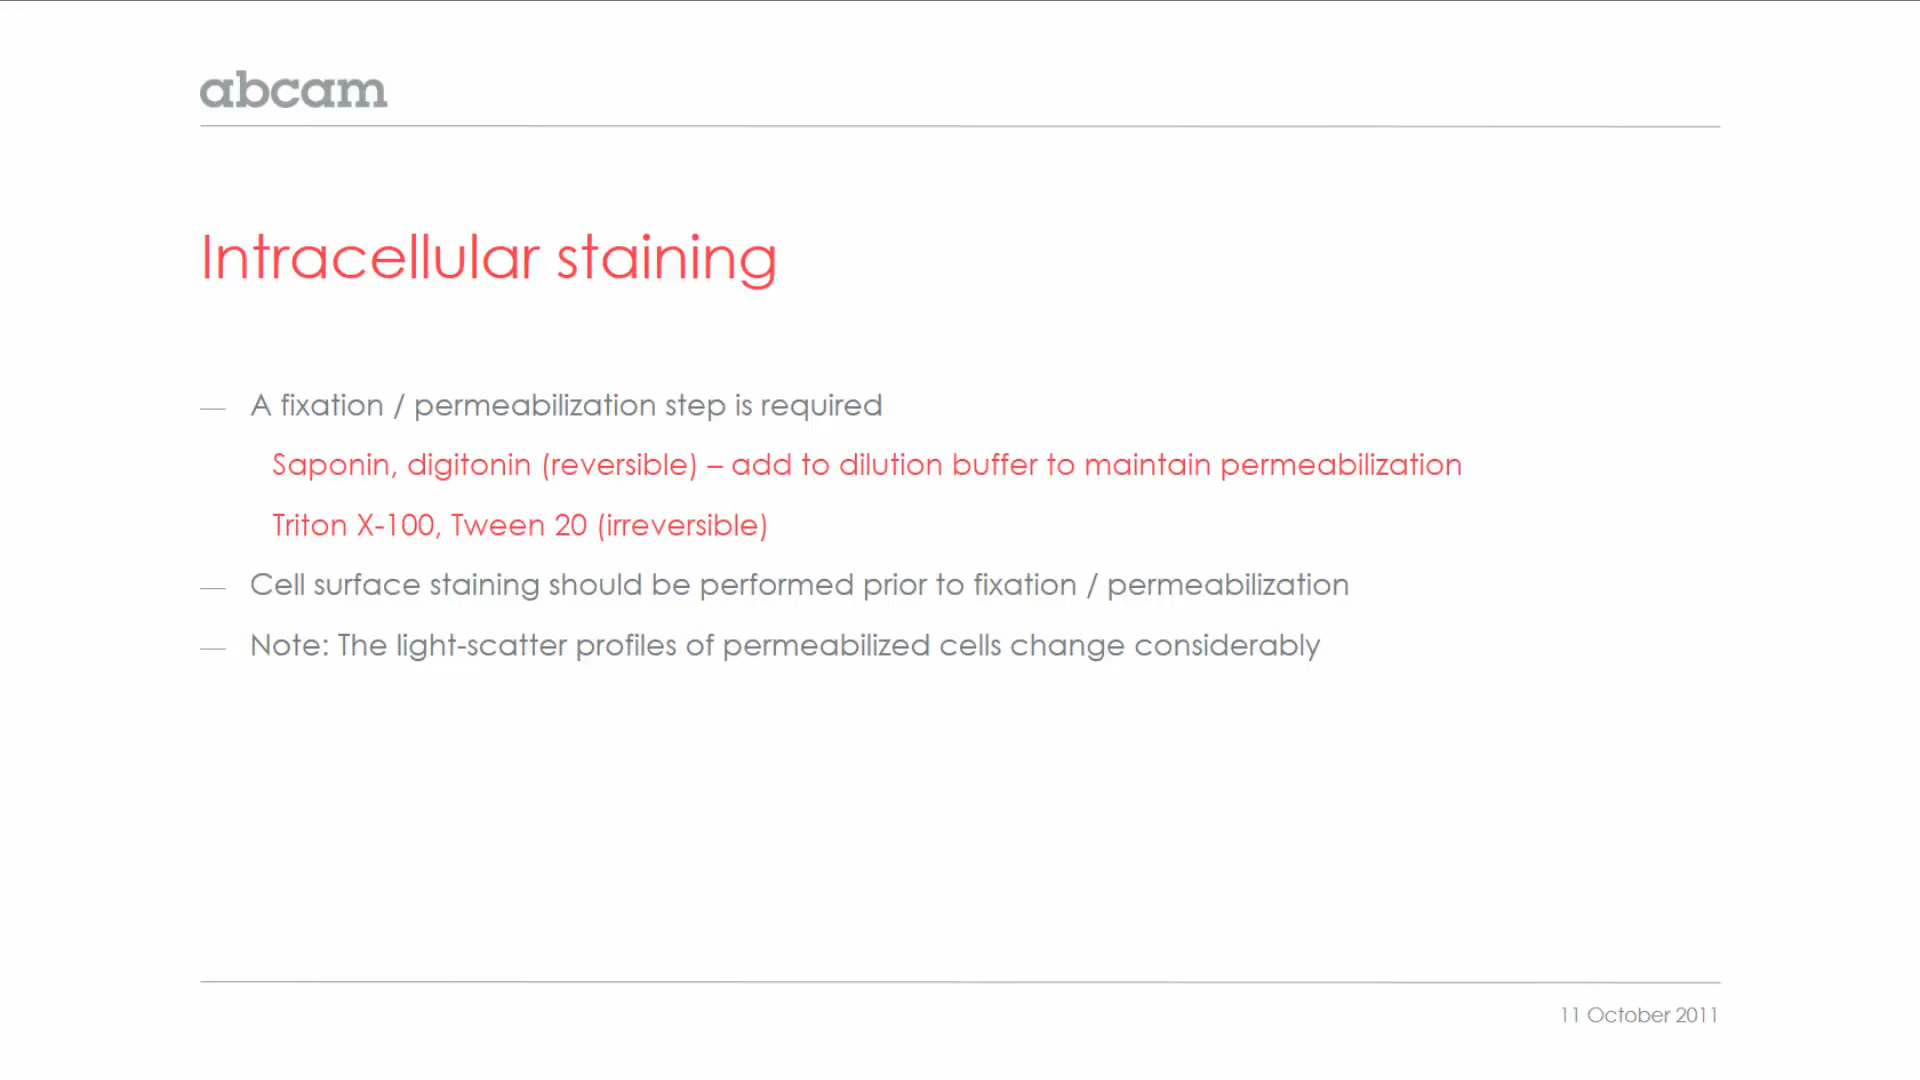 abcam
Intracellular staining
— A fixation / permeabilization step is required
Saponin, digitonin (reversible) – add to dilution buffer to maintain permeabilization
Triton X-100, Tween 20 (irreversible)
— Cell surface staining should be performed prior to fixation / permeabilization
— Note: The light-scatter profiles of permeabilized cells change considerably
11 October 2011